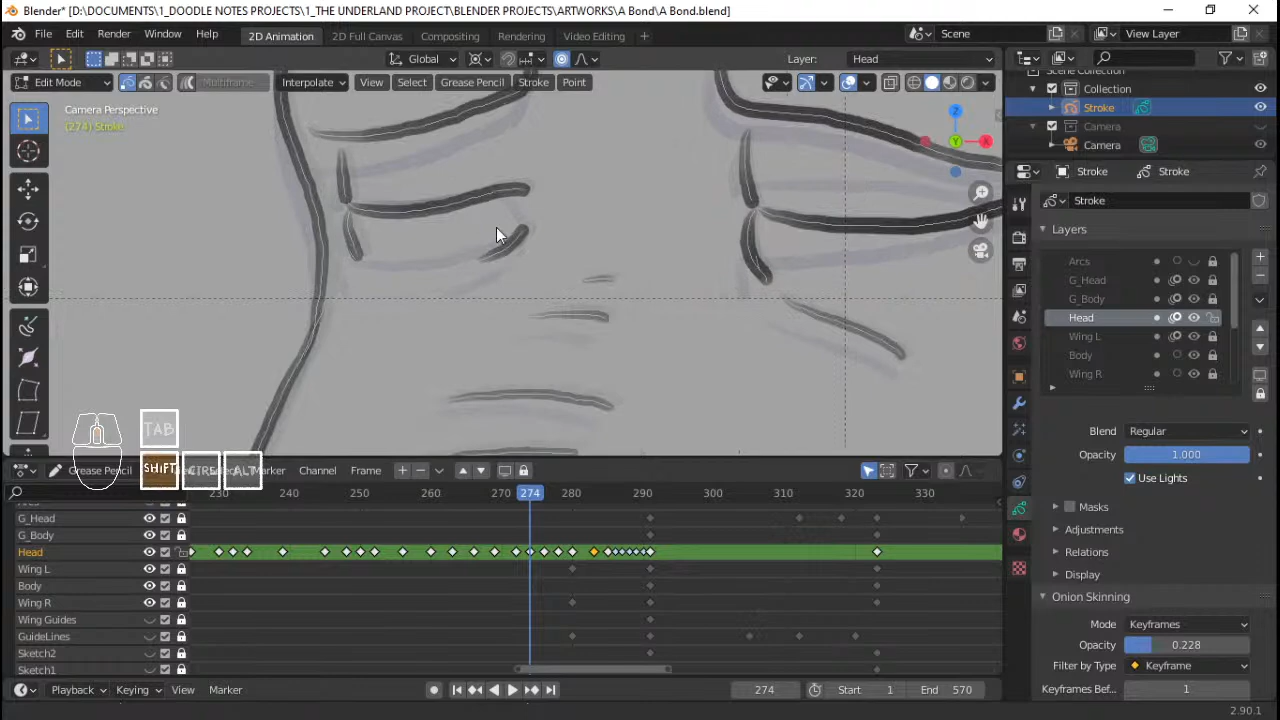 Blender* [D:\DOCUMENTS\1_DOODLE NOTES PROJECTS\1_THE UNDERLAND PROJECT\BLENDER PROJECTS\ARTWORKS\A Bond\A Bond.blend]
File Edit Render Window Help 2D Animation 2D Full Canvas Compositing Rendering Video Editing Scene View Layer
Global Layer: Head
Scene Collection
Edit Mode Multiframe Interpolate View Select Grease Pencil Stroke Point
Collection
Camera Perspective
(274) Stroke
Stroke
Camera
Camera
Z
Y
X
Stroke Stroke
Stroke
Layers
Arcs
G_Head
G_Body
Head
Wing L
Body
Wing R
Blend Regular
Opacity 1.000
Use Lights
Masks
Adjustments
Relations
Display
Onion Skinning
Mode Keyframes
Opacity 0.228
Filter by Type Keyframe
Keyframes Bef... 1
TAB
SHIFT CTRL ALT
Grease Pencil Select Marker Channel Frame
230 240 250 260 270 274 280 290 300 310 320 330
G_Head
G_Body
Head
Wing L
Body
Wing R
Wing Guides
GuideLines
Sketch2
Sketch1
Playback Keying View Marker 274 Start 1 End 570
2.90.1